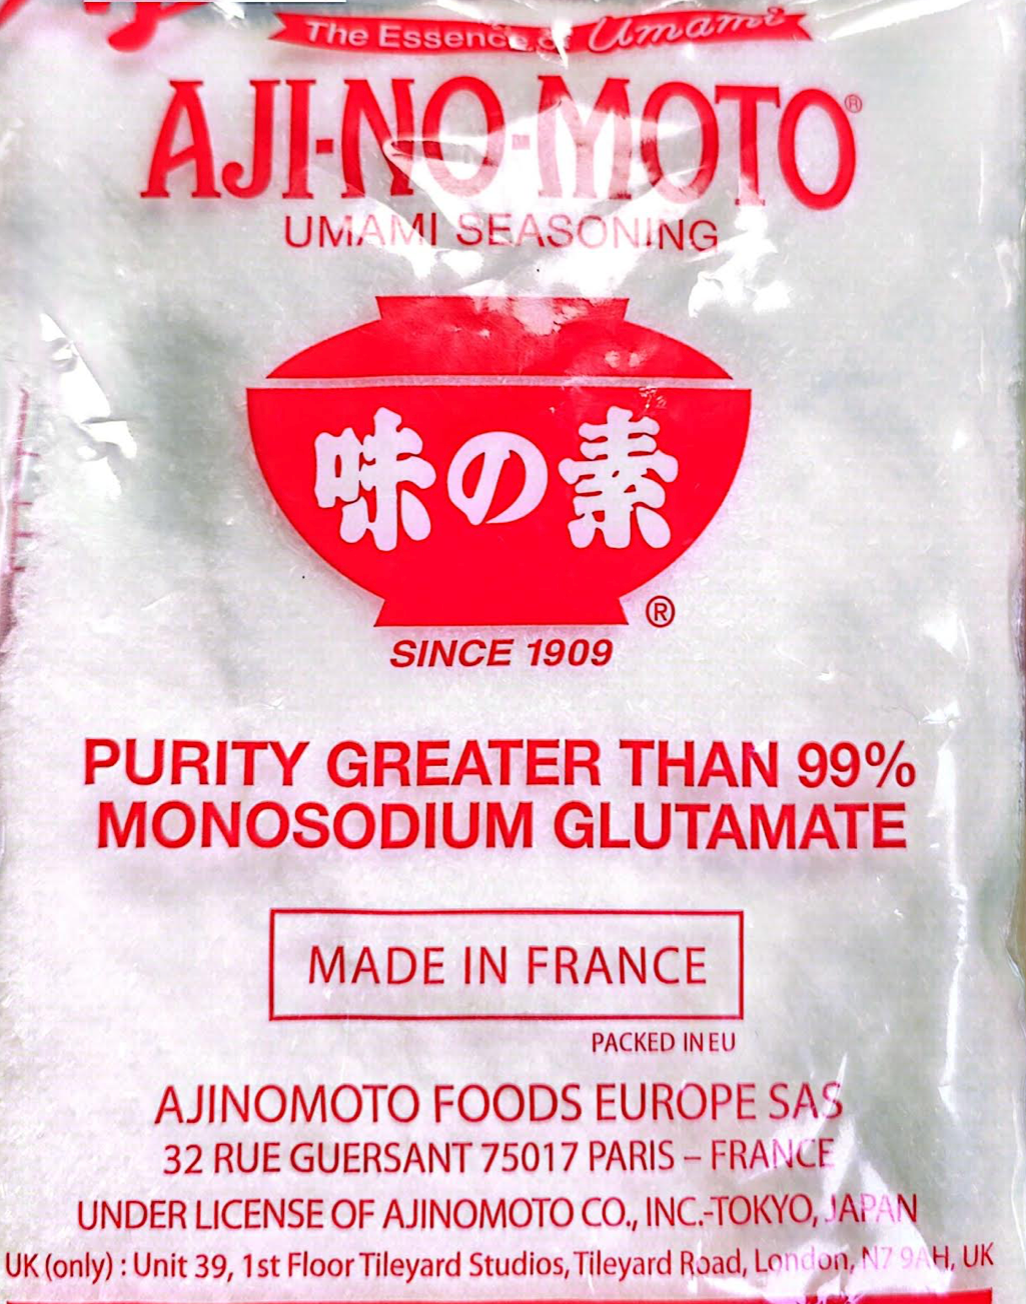 The Essence of Umami
AJI-NO-MOTO®
UMAMI SEASONING
味の素
®
SINCE 1909
PURITY GREATER THAN 99%
MONOSODIUM GLUTAMATE
MADE IN FRANCE
PACKED IN EU
AJINOMOTO FOODS EUROPE SAS
32 RUE GUERSANT 75017 PARIS – FRANCE
UNDER LICENSE OF AJINOMOTO CO., INC.-TOKYO, JAPAN
UK (only) : Unit 39, 1st Floor Tileyard Studios, Tileyard Road, London, N7 9AH, UK